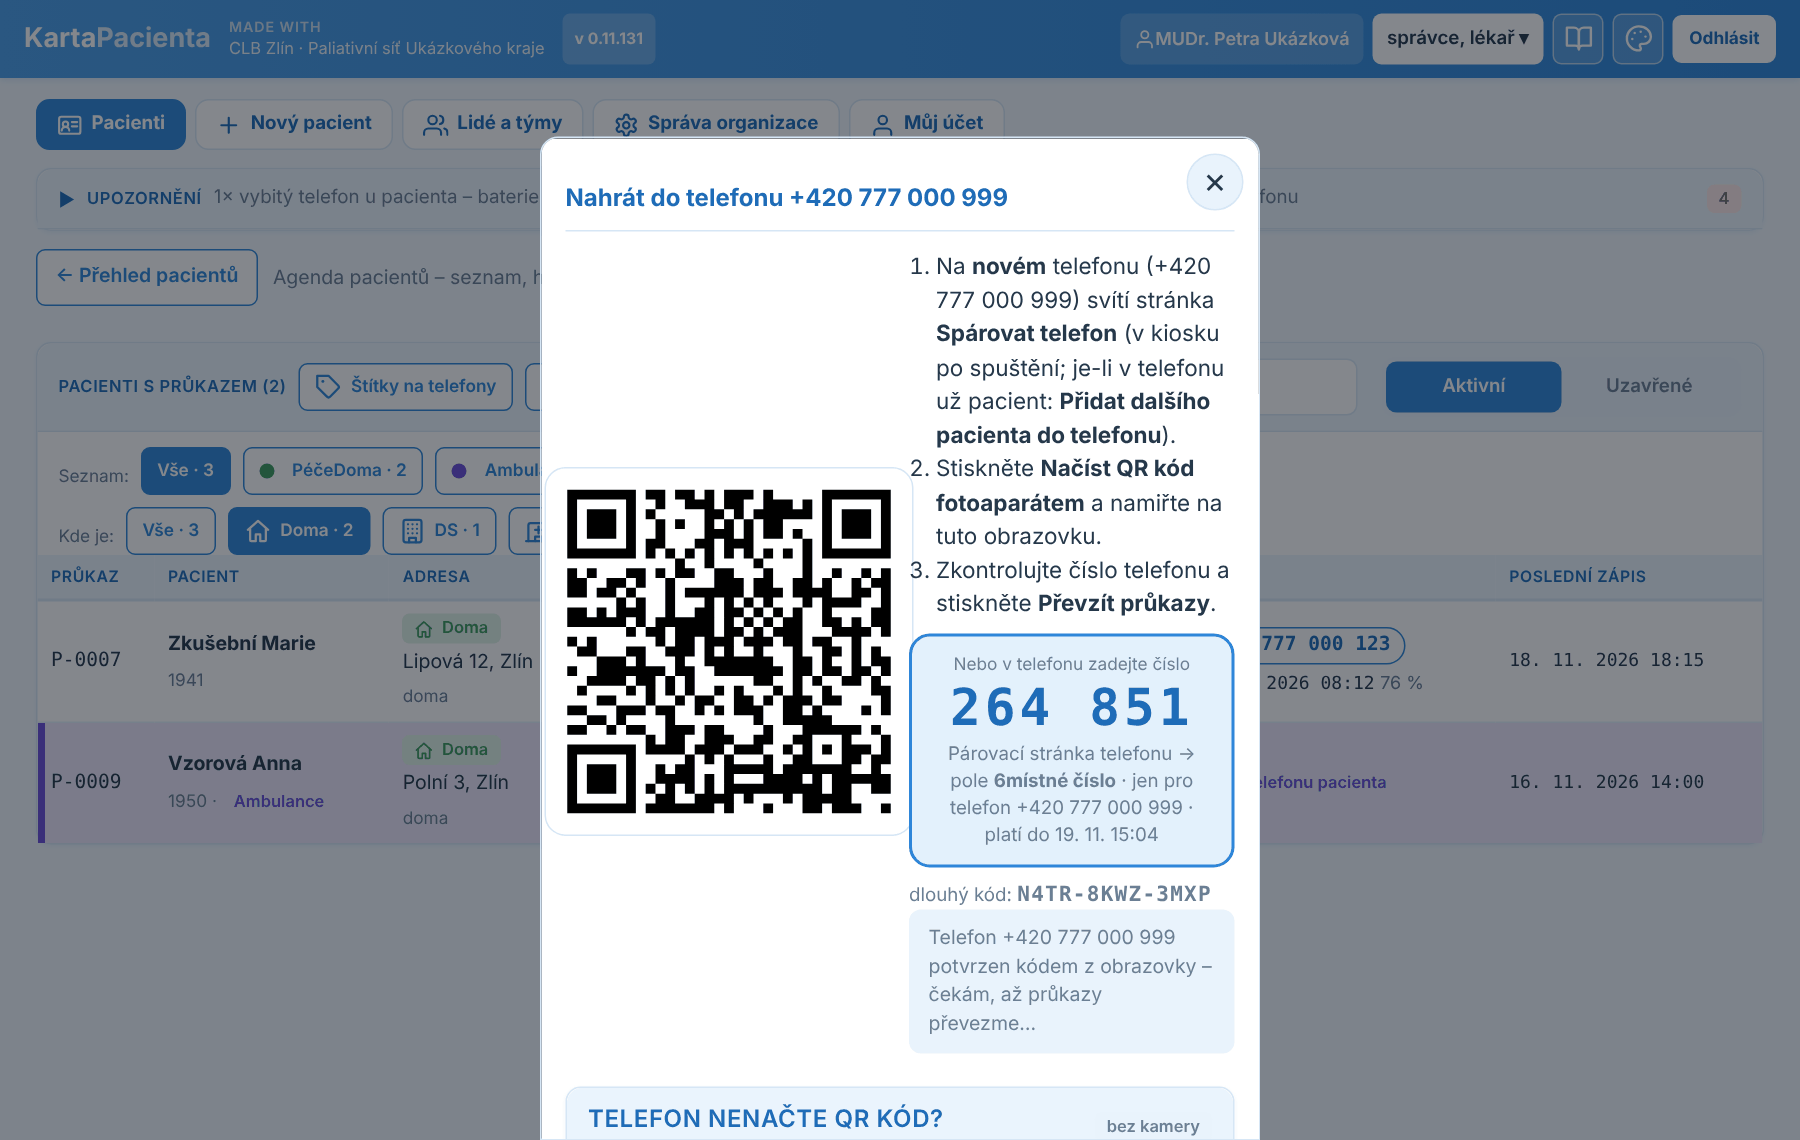 KartaPacienta
MADE WITH
CLB Zlín · Paliativní síť Ukázkového kraje
v 0.11.131
MUDr. Petra Ukázková
správce, lékař ▾
Odhlásit
Pacienti
Nový pacient
Lidé a týmy
Správa organizace
Můj účet
UPOZORNĚNÍ 1× vybitý telefon u pacienta – baterie
fonu
4
← Přehled pacientů
Agenda pacientů – seznam, h
PACIENTI S PRŮKAZEM (2)
Štítky na telefony
Aktivní
Uzavřené
Seznam:
Vše · 3
PéčeDoma · 2
Ambul
Kde je:
Vše · 3
Doma · 2
DS · 1
PRŮKAZ
PACIENT
ADRESA
POSLEDNÍ ZÁPIS
P-0007
Zkušební Marie
1941
Doma
Lipová 12, Zlín
doma
777 000 123
2026 08:12 76 %
18. 11. 2026 18:15
P-0009
Vzorová Anna
1950 · Ambulance
Doma
Polní 3, Zlín
doma
elefonu pacienta
16. 11. 2026 14:00
Nahrát do telefonu +420 777 000 999
×
1. Na novém telefonu (+420
777 000 999) svítí stránka
Spárovat telefon (v kiosku
po spuštění; je-li v telefonu
už pacient: Přidat dalšího
pacienta do telefonu).
2. Stiskněte Načíst QR kód
fotoaparátem a namiřte na
tuto obrazovku.
3. Zkontrolujte číslo telefonu a
stiskněte Převzít průkazy.
Nebo v telefonu zadejte číslo
264 851
Párovací stránka telefonu →
pole 6místné číslo · jen pro
telefon +420 777 000 999 ·
platí do 19. 11. 15:04
dlouhý kód: N4TR-8KWZ-3MXP
Telefon +420 777 000 999
potvrzen kódem z obrazovky –
čekám, až průkazy
převezme…
TELEFON NENAČTE QR KÓD?
bez kamery